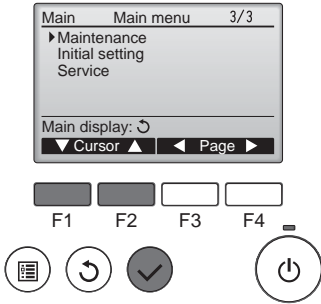 Main Main menu 3/3
Maintenance
Initial setting
Service
Main display:
Cursor Page
F1 F2 F3 F4